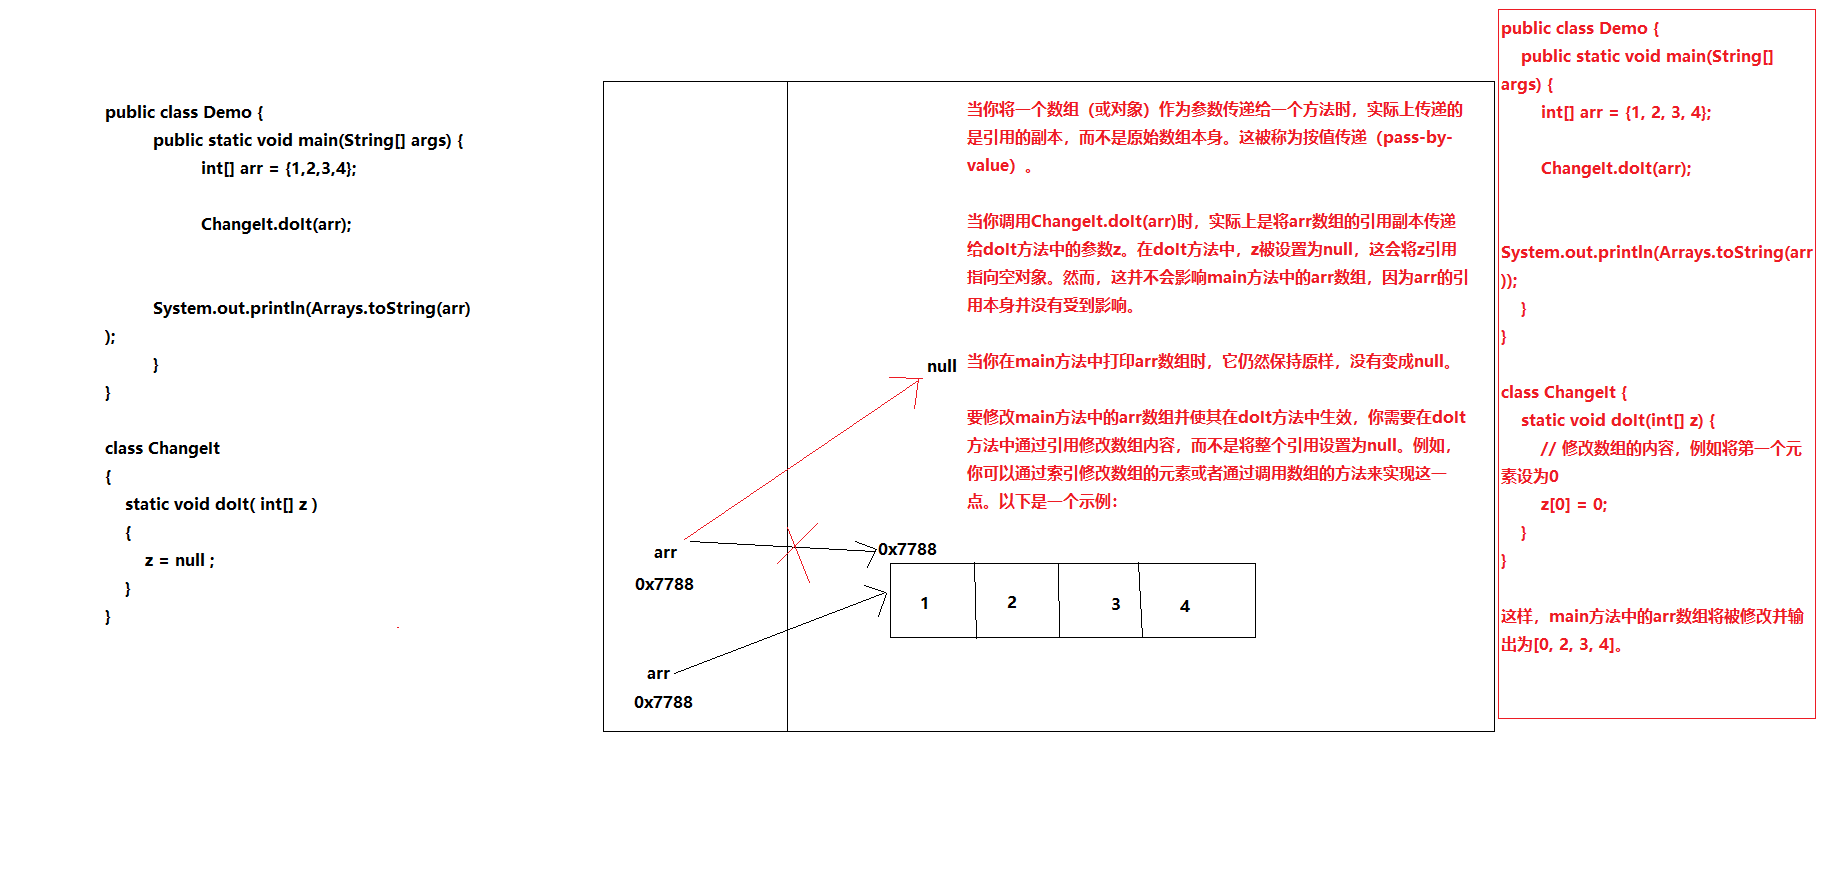 public class Demo {
public static void main(String[] args) {
int[] arr = {1,2,3,4};
ChangeIt.doIt(arr);
System.out.println(Arrays.toString(arr)
);
}
}
class ChangeIt
{
static void doIt( int[] z )
{
z = null ;
}
}
当你将一个数组（或对象）作为参数传递给一个方法时，实际上传递的
是引用的副本，而不是原始数组本身。这被称为按值传递（pass-by-
value）。
当你调用ChangeIt.doIt(arr)时，实际上是将arr数组的引用副本传递
给doIt方法中的参数z。在doIt方法中，z被设置为null，这会将z引用
指向空对象。然而，这并不会影响main方法中的arr数组，因为arr的引
用本身并没有受到影响。
当你在main方法中打印arr数组时，它仍然保持原样，没有变成null。
要修改main方法中的arr数组并使其在doIt方法中生效，你需要在doIt
方法中通过引用修改数组内容，而不是将整个引用设置为null。例如，
你可以通过索引修改数组的元素或者通过调用数组的方法来实现这一
点。以下是一个示例：
null
arr
0x7788
0x7788
1
2
3
4
arr
0x7788
public class Demo {
public static void main(String[]
args) {
int[] arr = {1, 2, 3, 4};
ChangeIt.doIt(arr);
System.out.println(Arrays.toString(arr
));
}
}
class ChangeIt {
static void doIt(int[] z) {
// 修改数组的内容，例如将第一个元
素设为0
z[0] = 0;
}
}
这样，main方法中的arr数组将被修改并输
出为[0, 2, 3, 4]。